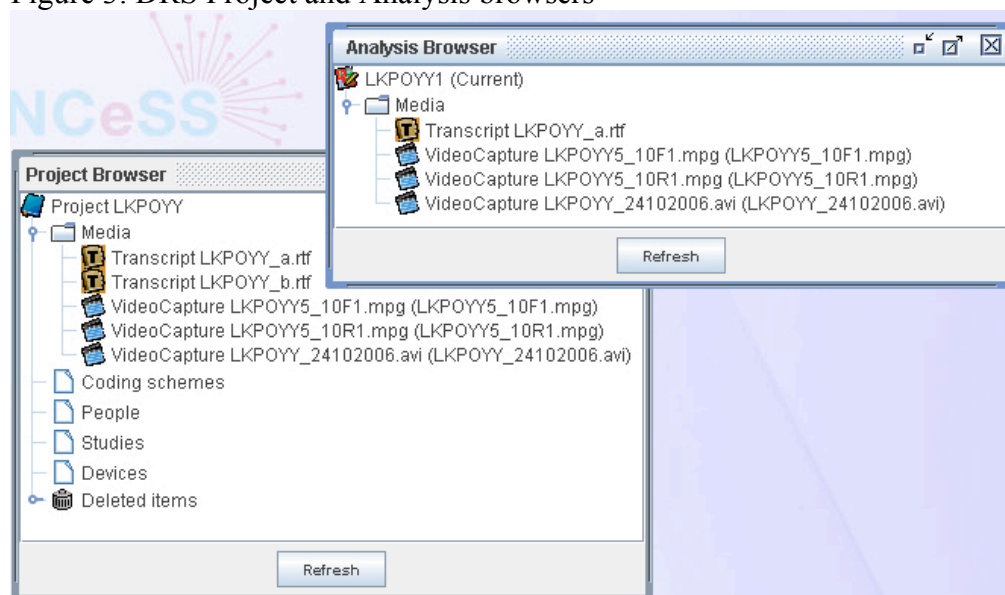 Figure 3: DRS Project and Analysis browsers
NCeSS
Analysis Browser
LKPOYY1 (Current)
Media
Transcript LKPOYY_a.rtf
VideoCapture LKPOYY5_10F1.mpg (LKPOYY5_10F1.mpg)
VideoCapture LKPOYY5_10R1.mpg (LKPOYY5_10R1.mpg)
VideoCapture LKPOYY_24102006.avi (LKPOYY_24102006.avi)
Refresh
Project Browser
Project LKPOYY
Media
Transcript LKPOYY_a.rtf
Transcript LKPOYY_b.rtf
VideoCapture LKPOYY5_10F1.mpg (LKPOYY5_10F1.mpg)
VideoCapture LKPOYY5_10R1.mpg (LKPOYY5_10R1.mpg)
VideoCapture LKPOYY_24102006.avi (LKPOYY_24102006.avi)
Coding schemes
People
Studies
Devices
Deleted items
Refresh